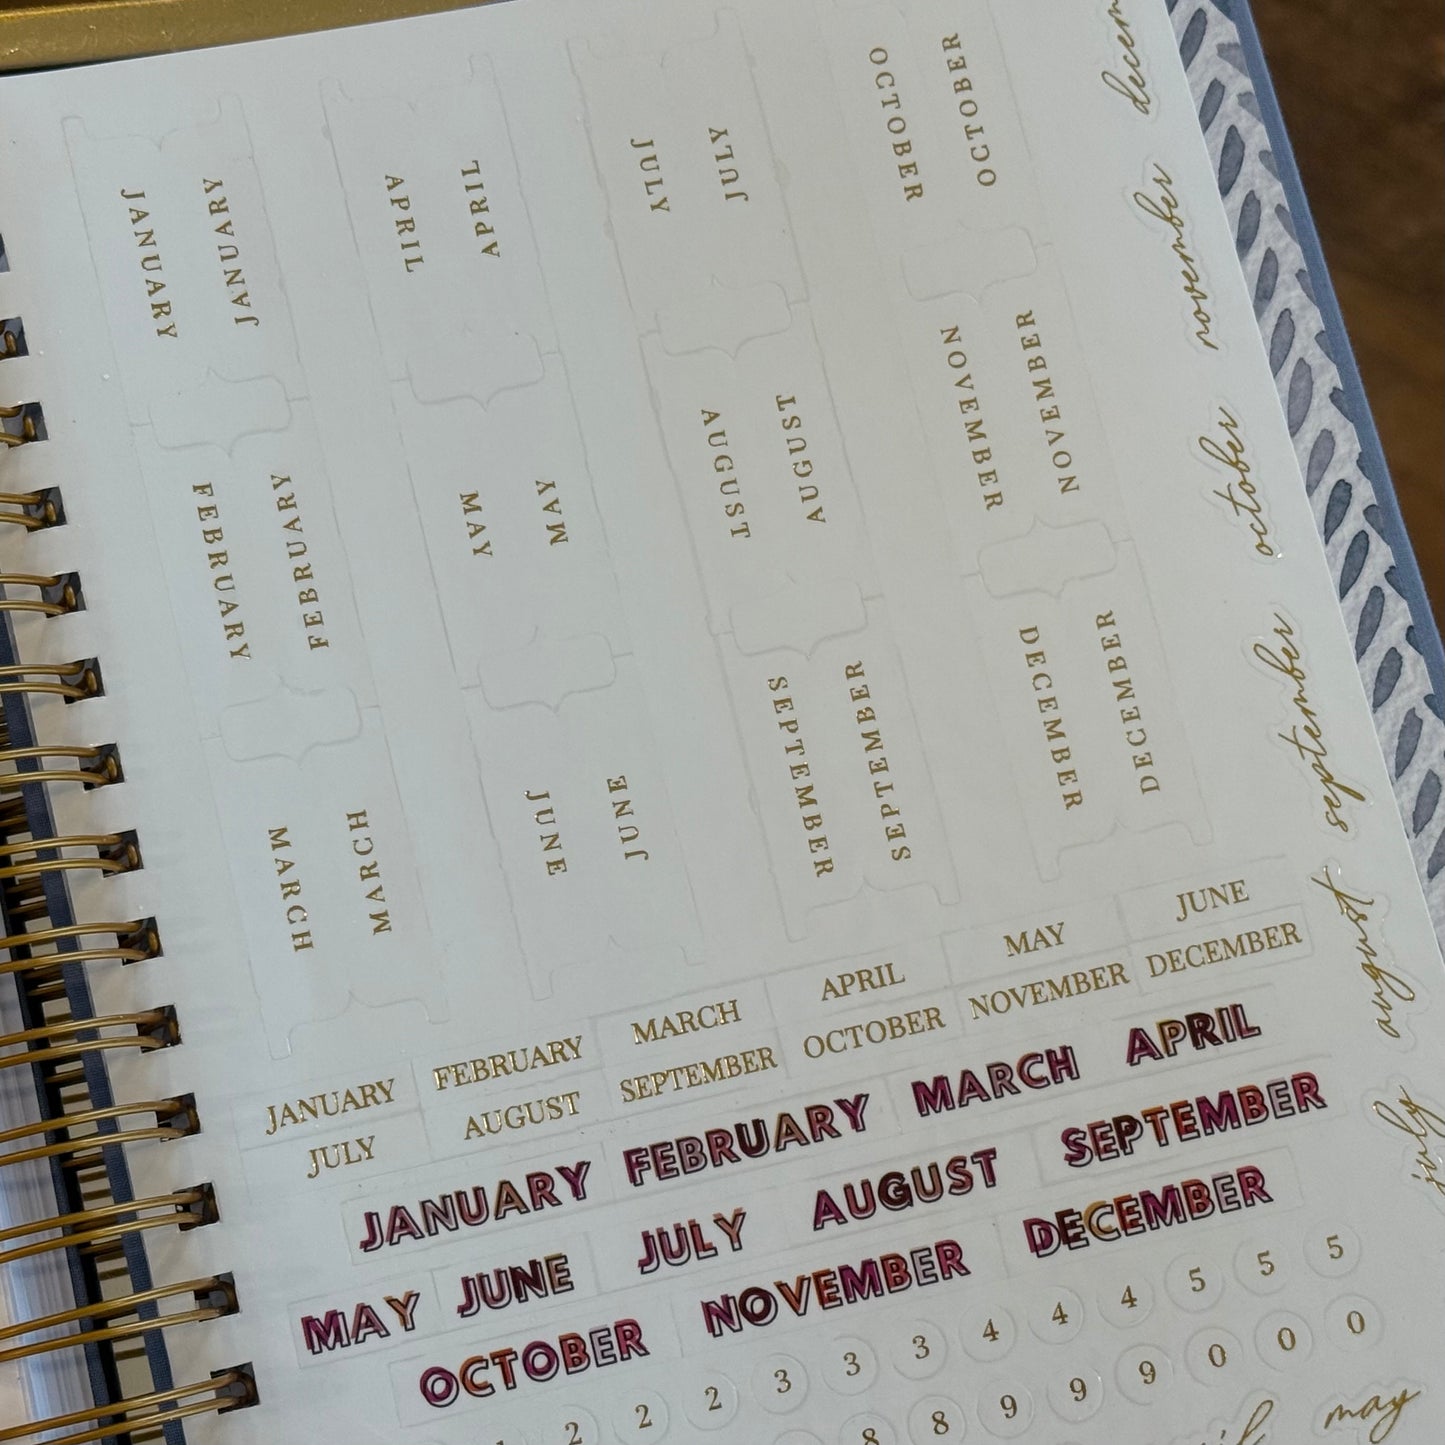 JANUARY
JANUARY
FEBRUARY
FEBRUARY
MARCH
MARCH
APRIL
APRIL
MAY
MAY
JUNE
JUNE
JULY
JULY
AUGUST
AUGUST
SEPTEMBER
SEPTEMBER
OCTOBER
OCTOBER
NOVEMBER
NOVEMBER
DECEMBER
DECEMBER
JANUARY FEBRUARY MARCH APRIL MAY JUNE
JULY AUGUST SEPTEMBER OCTOBER NOVEMBER DECEMBER
JANUARY FEBRUARY MARCH APRIL
MAY JUNE JULY AUGUST SEPTEMBER
OCTOBER NOVEMBER DECEMBER
2 2 2 3 3 3 4 4 4 5 5 5
8 8 9 9 9 0 0 0
may
july
august
september
october
november
decem